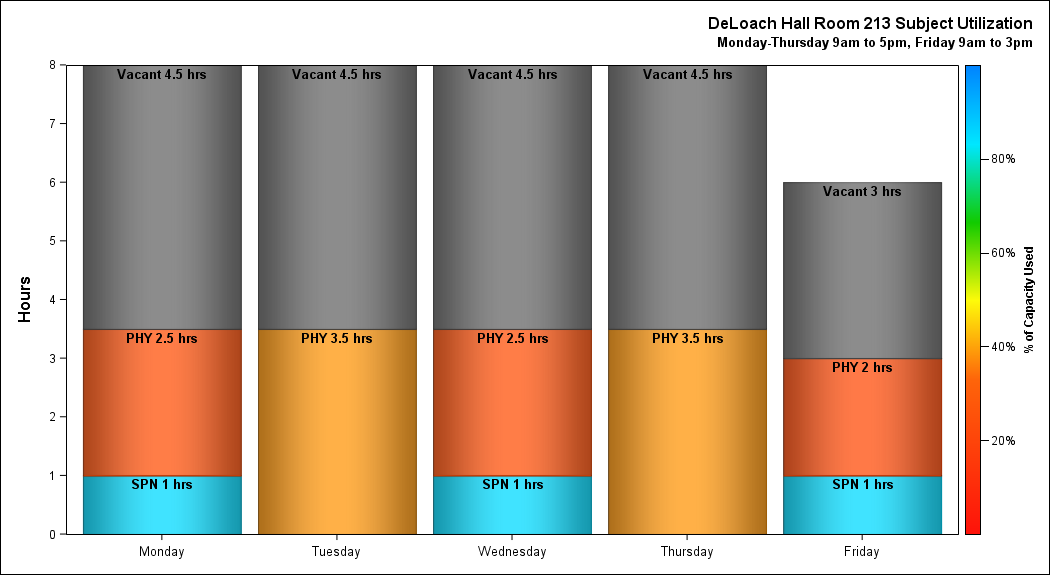 DeLoach Hall Room 213 Subject Utilization
Monday-Thursday 9am to 5pm, Friday 9am to 3pm
Hours
8
7
6
5
4
3
2
1
0
Vacant 4.5 hrs
PHY 2.5 hrs
SPN 1 hrs
Vacant 4.5 hrs
PHY 3.5 hrs
Vacant 4.5 hrs
PHY 2.5 hrs
SPN 1 hrs
Vacant 4.5 hrs
PHY 3.5 hrs
Vacant 3 hrs
PHY 2 hrs
SPN 1 hrs
Monday
Tuesday
Wednesday
Thursday
Friday
80%
60%
40%
20%
% of Capacity Used